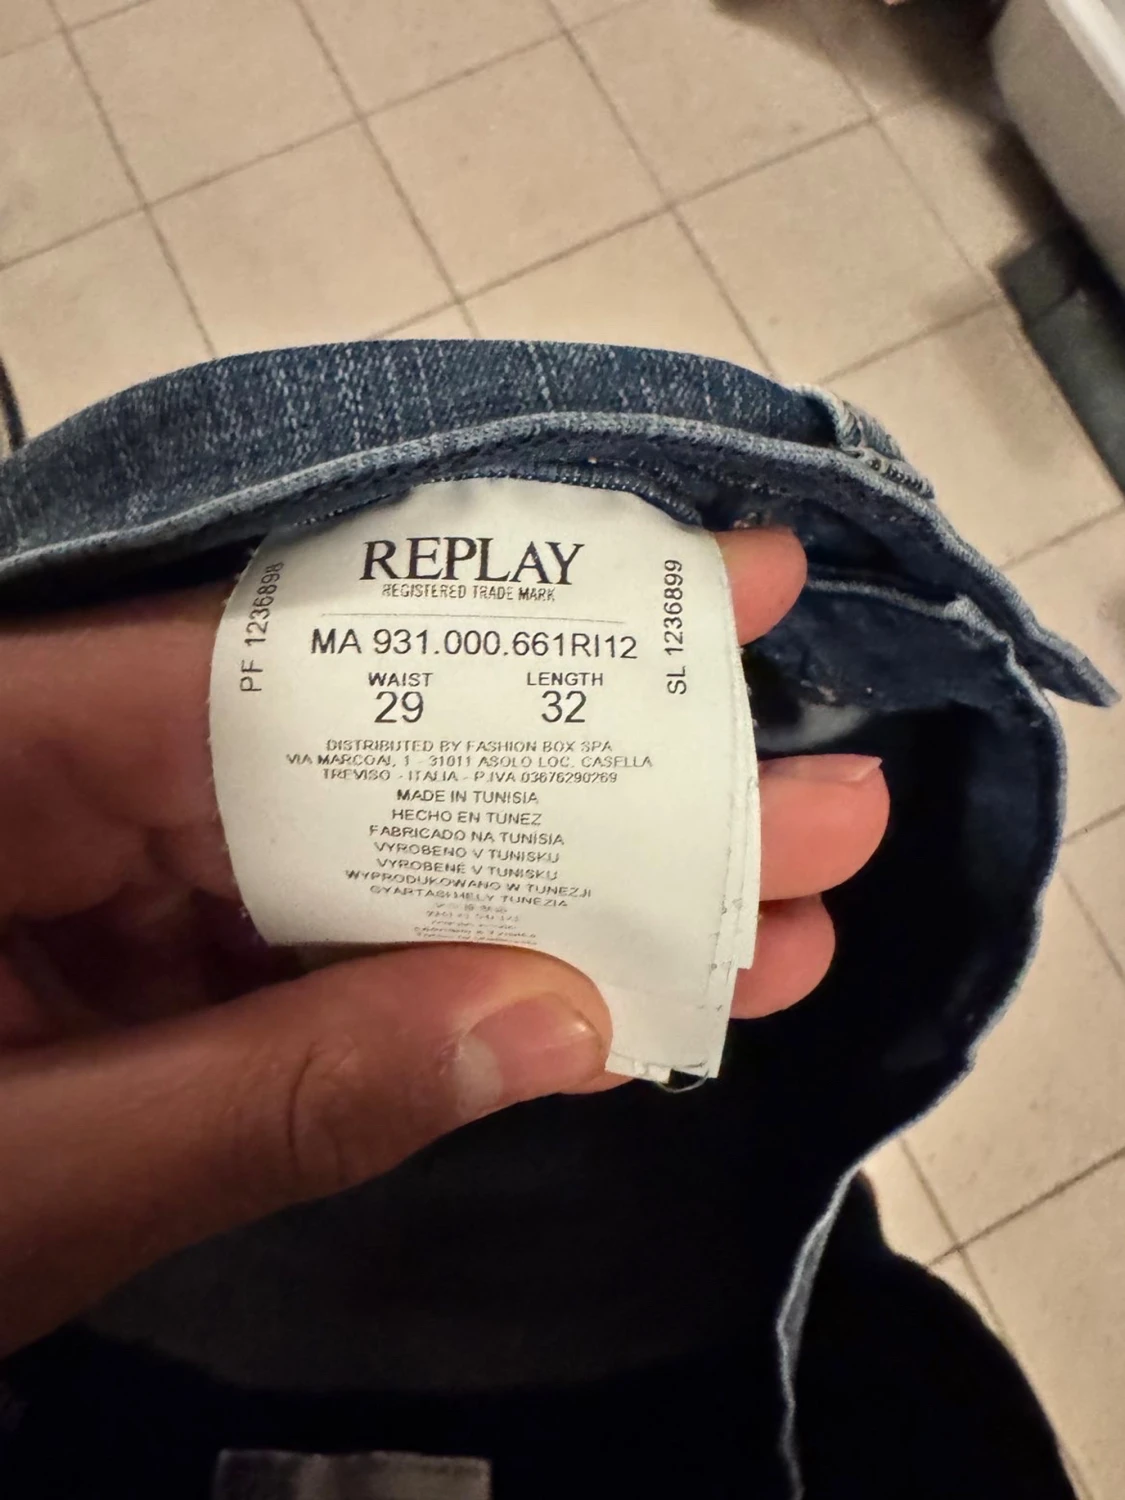 REPLAY
REGISTERED TRADE MARK
PF 1236898
SL 1236899
MA 931.000.661RI12
WAIST LENGTH
29 32
DISTRIBUTED BY FASHION BOX SPA
VIA MARCOAI, 1 - 31011 ASOLO LOC. CASELLA
TREVISO - ITALIA - P.IVA 03676290269
MADE IN TUNISIA
HECHO EN TUNEZ
FABRICADO NA TUNÍSIA
VYROBENO V TUNISKU
VYROBENÉ V TUNISKU
WYPRODUKOWANO W TUNEZJI
GYARTASI HELY TUNEZIA